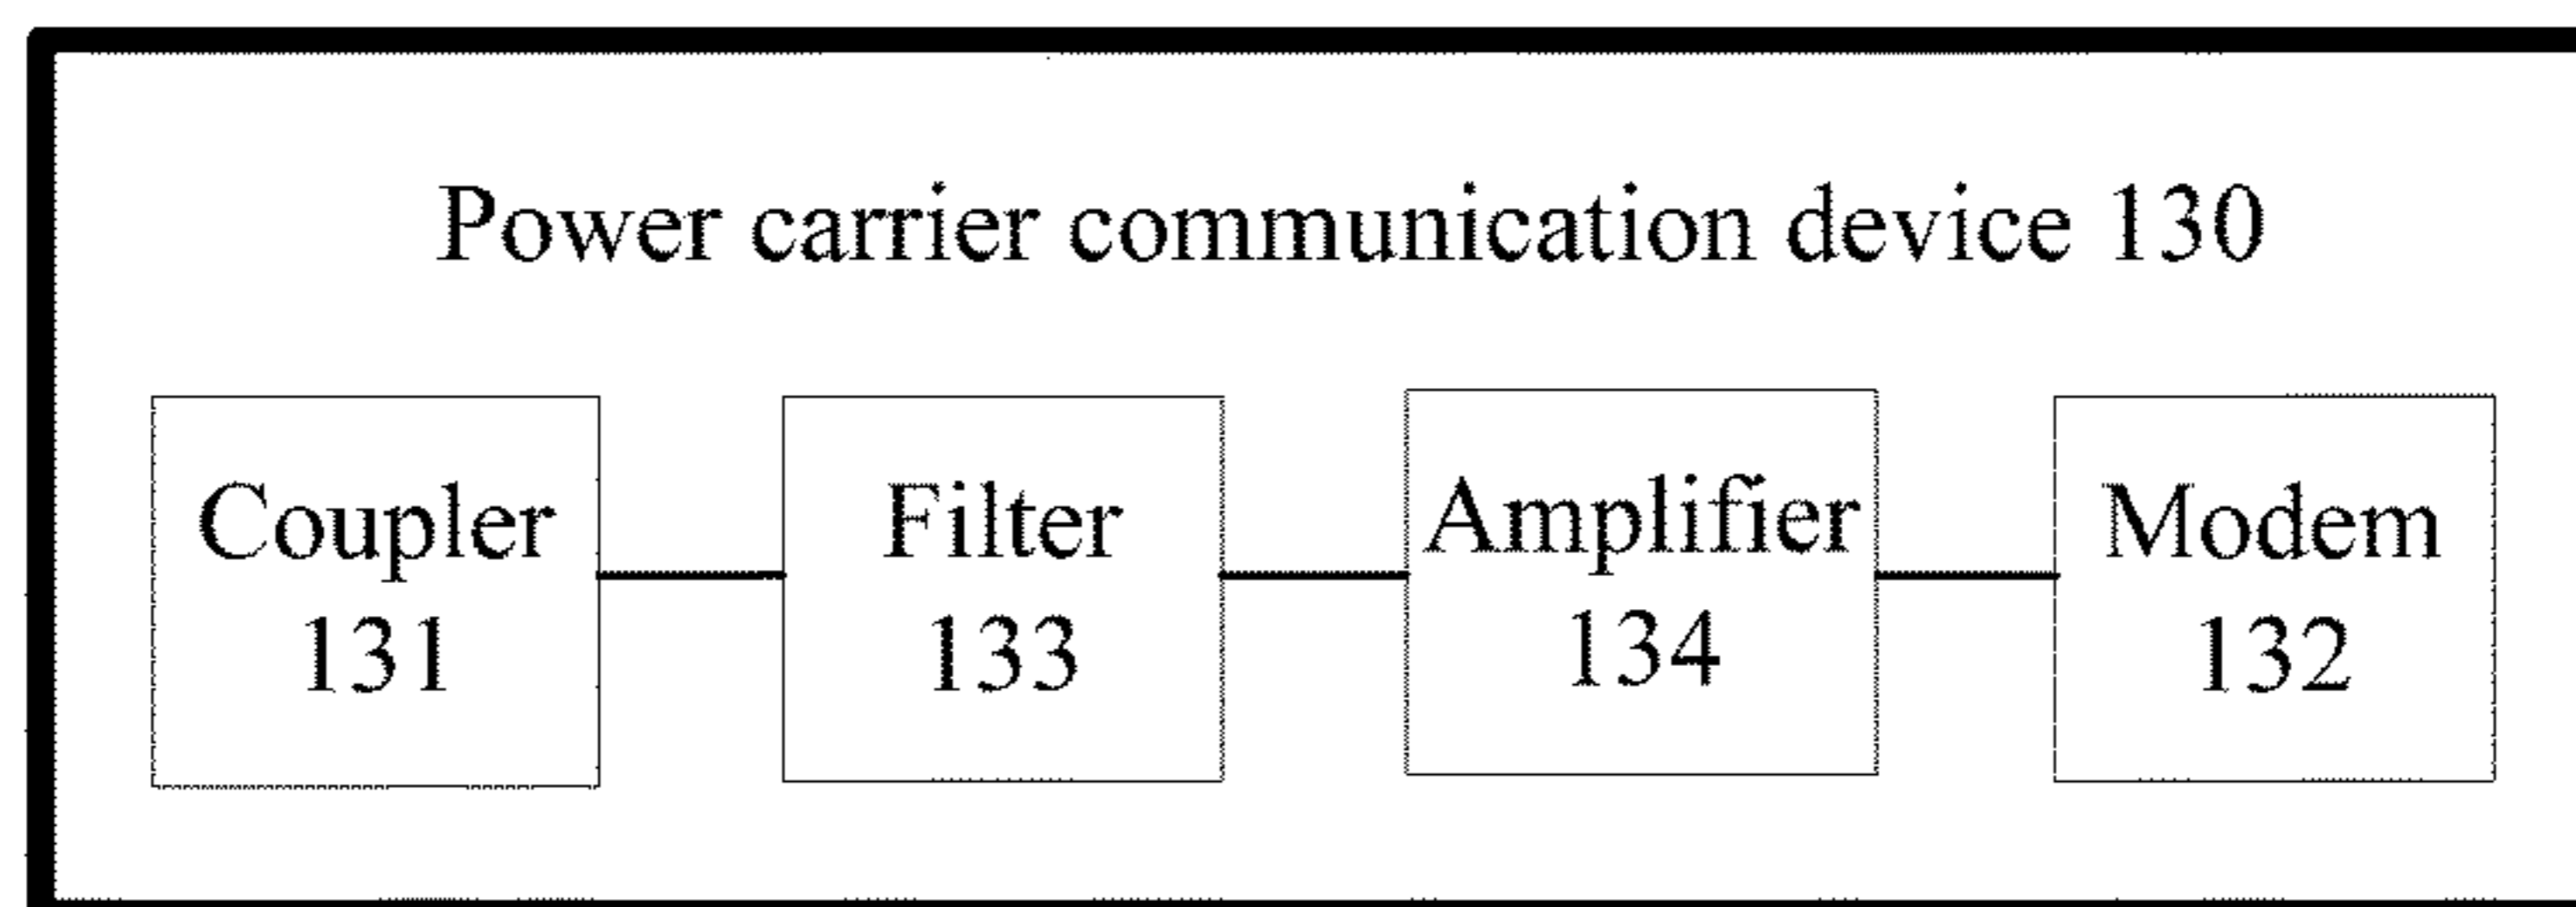 Power carrier communication device 130
Coupler
131
Filter
133
Amplifier
134
Modem
132